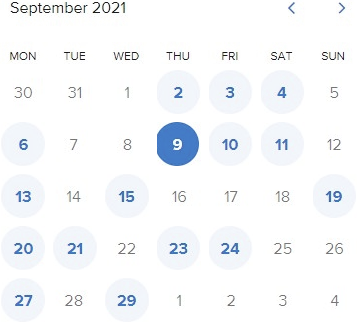 September 2021
MON TUE WED THU FRI SAT SUN
30 31 1 2 3 4 5
6 7 8 9 10 11 12
13 14 15 16 17 18 19
20 21 22 23 24 25 26
27 28 29 1 2 3 4